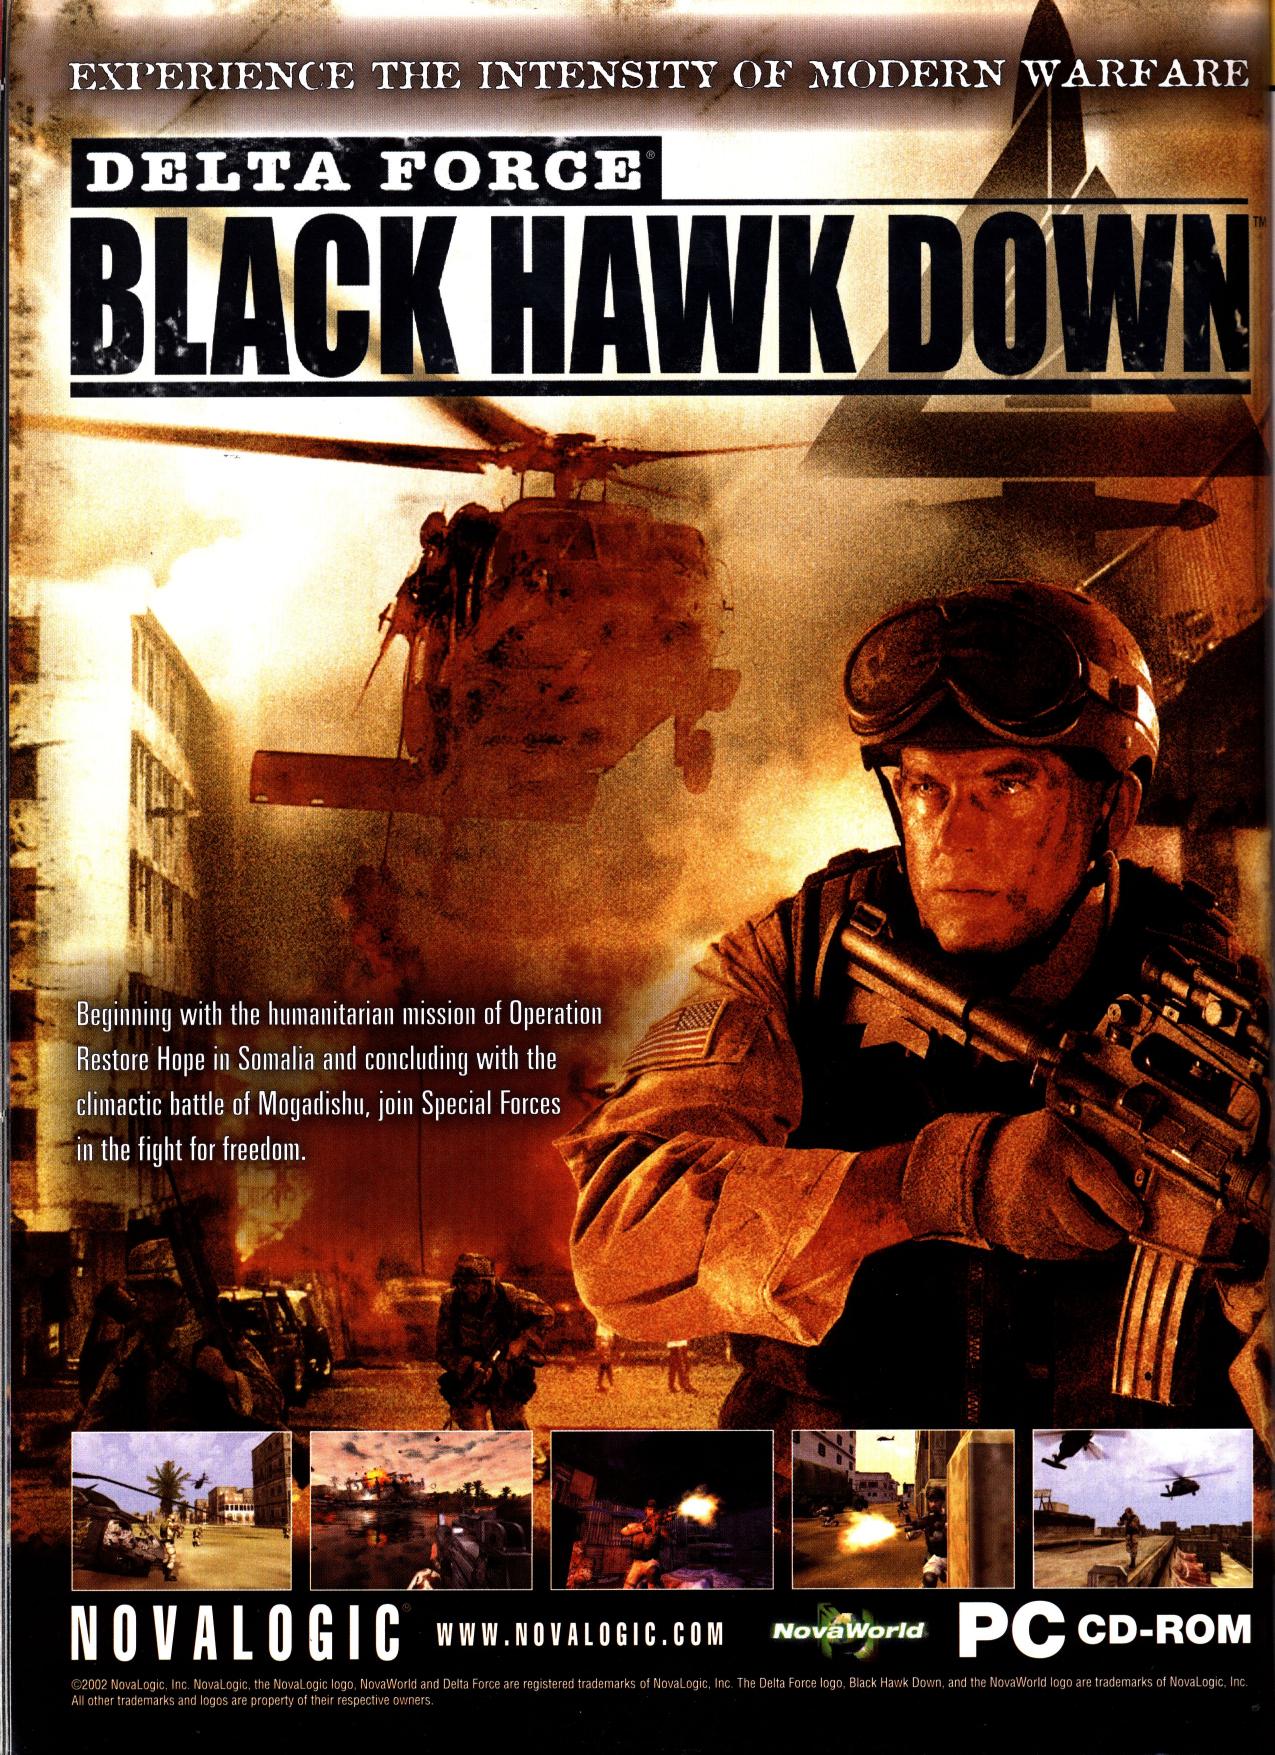 EXPERIENCE THE INTENSITY OF MODERN WARFARE
DELTA FORCE®
BLACK HAWK DOWN™
Beginning with the humanitarian mission of Operation
Restore Hope in Somalia and concluding with the
climactic battle of Mogadishu, join Special Forces
in the fight for freedom.
NOVALOGIC® WWW.NOVALOGIC.COM NovaWorld PC CD-ROM
©2002 NovaLogic, Inc. NovaLogic, the NovaLogic logo, NovaWorld and Delta Force are registered trademarks of NovaLogic, Inc. The Delta Force logo, Black Hawk Down, and the NovaWorld logo are trademarks of NovaLogic, Inc.
All other trademarks and logos are property of their respective owners.